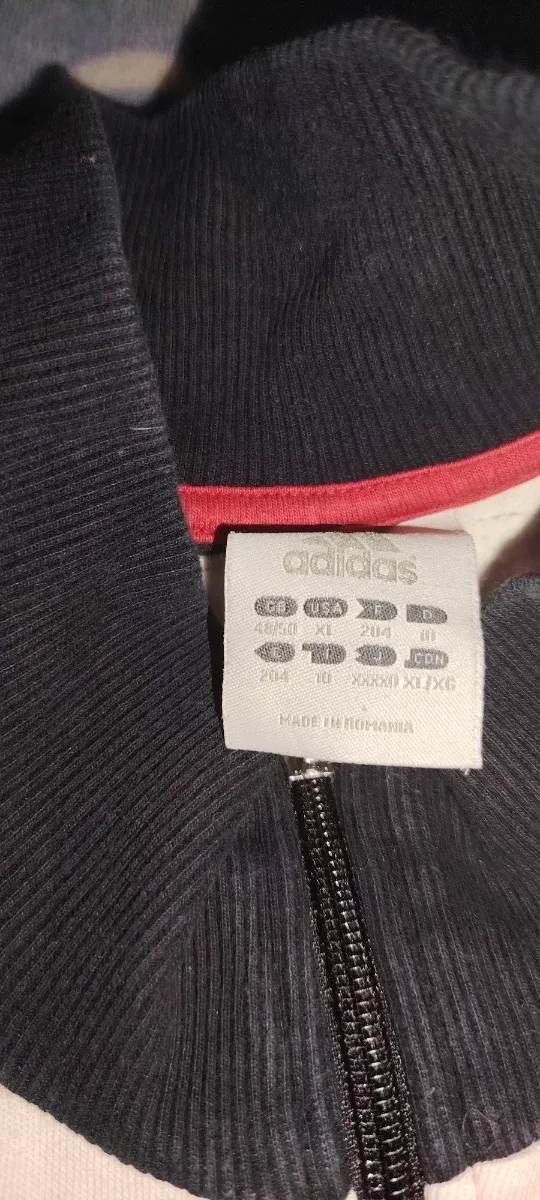 adidas
GB USA F D
48/50 XL 204 10
E I J CDN
204 10 XXXXO XL/XG
MADE IN ROMANIA